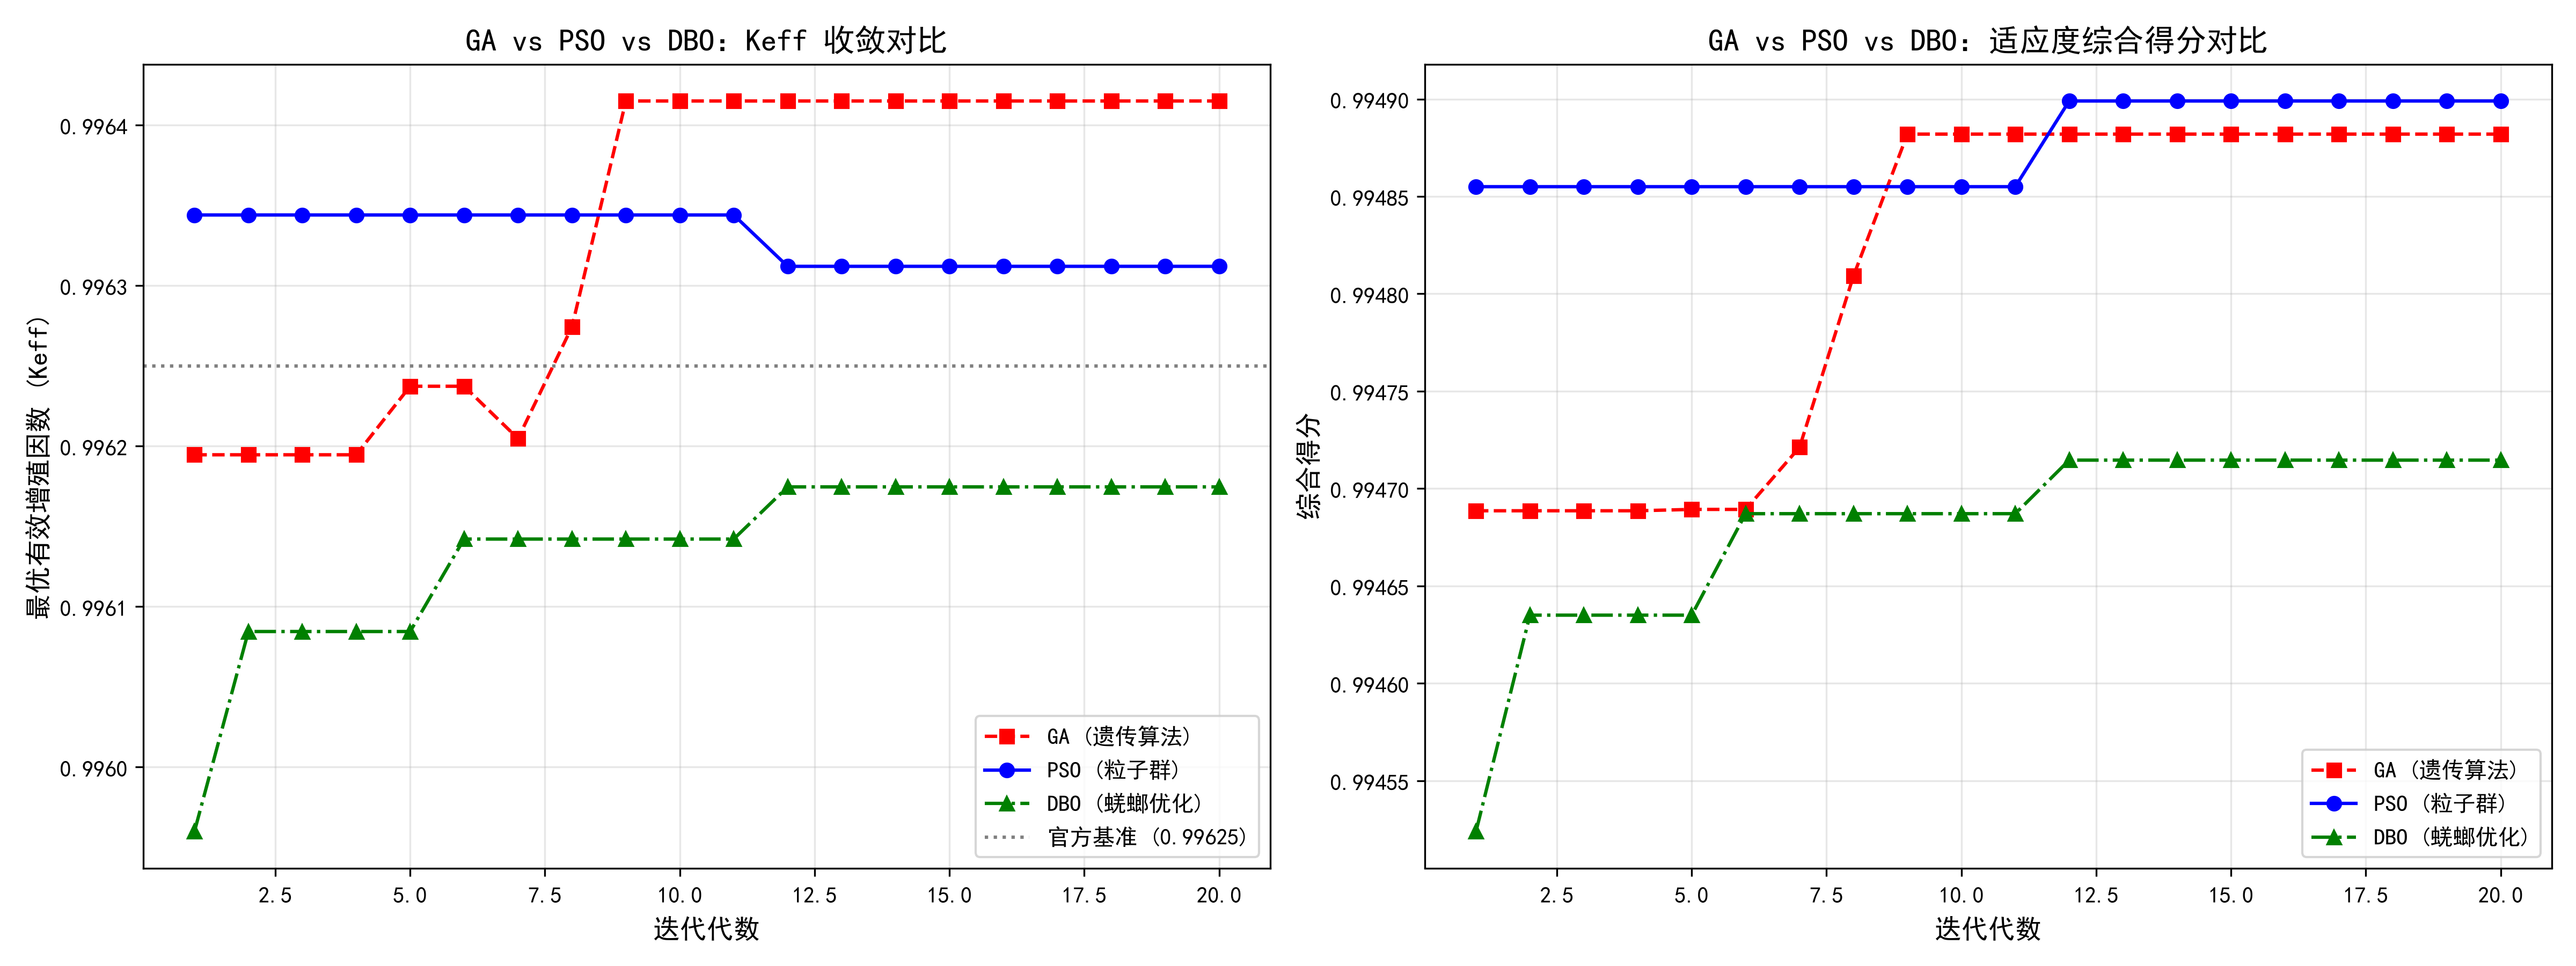 GA vs PSO vs DBO：Keff 收敛对比
最优有效增殖因数 (Keff)
0.9964
0.9963
0.9962
0.9961
0.9960
2.5 5.0 7.5 10.0 12.5 15.0 17.5 20.0
迭代代数
GA (遗传算法)
PSO (粒子群)
DBO (蜣螂优化)
官方基准 (0.99625)
GA vs PSO vs DBO：适应度综合得分对比
综合得分
0.99490
0.99485
0.99480
0.99475
0.99470
0.99465
0.99460
0.99455
2.5 5.0 7.5 10.0 12.5 15.0 17.5 20.0
迭代代数
GA (遗传算法)
PSO (粒子群)
DBO (蜣螂优化)